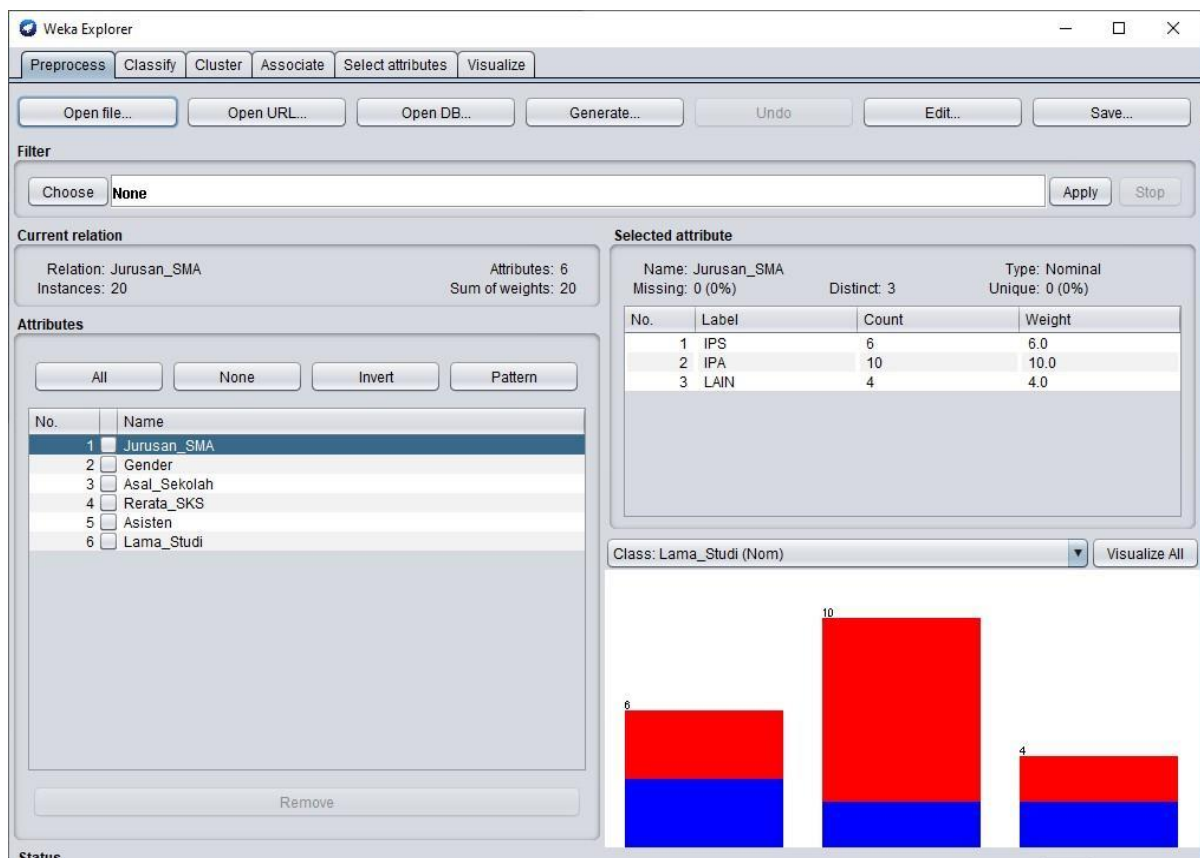 Weka Explorer
Preprocess Classify Cluster Associate Select attributes Visualize
Open file... Open URL... Open DB... Generate... Undo Edit... Save...
Filter
Choose None Apply Stop
Current relation
Relation: Jurusan_SMA Attributes: 6
Instances: 20 Sum of weights: 20
Attributes
All None Invert Pattern
No. Name
1 Jurusan_SMA
2 Gender
3 Asal_Sekolah
4 Rerata_SKS
5 Asisten
6 Lama_Studi
Remove
Status
Selected attribute
Name: Jurusan_SMA Type: Nominal
Missing: 0 (0%) Distinct: 3 Unique: 0 (0%)
No. Label Count Weight
1 IPS 6 6.0
2 IPA 10 10.0
3 LAIN 4 4.0
Class: Lama_Studi (Nom) Visualize All
6
10
4